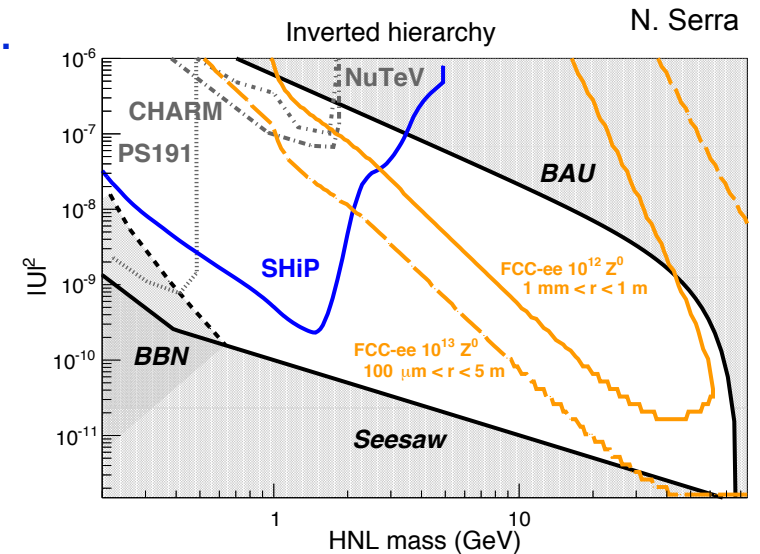 N. Serra
Inverted hierarchy
.
10⁻⁶
10⁻⁷
10⁻⁸
10⁻⁹
10⁻¹⁰
10⁻¹¹
|U|²
NuTeV
CHARM
PS191
BAU
SHiP
FCC-ee 10¹² Z⁰
1 mm < r < 1 m
FCC-ee 10¹³ Z⁰
100 μm < r < 5 m
BBN
Seesaw
1
10
HNL mass (GeV)